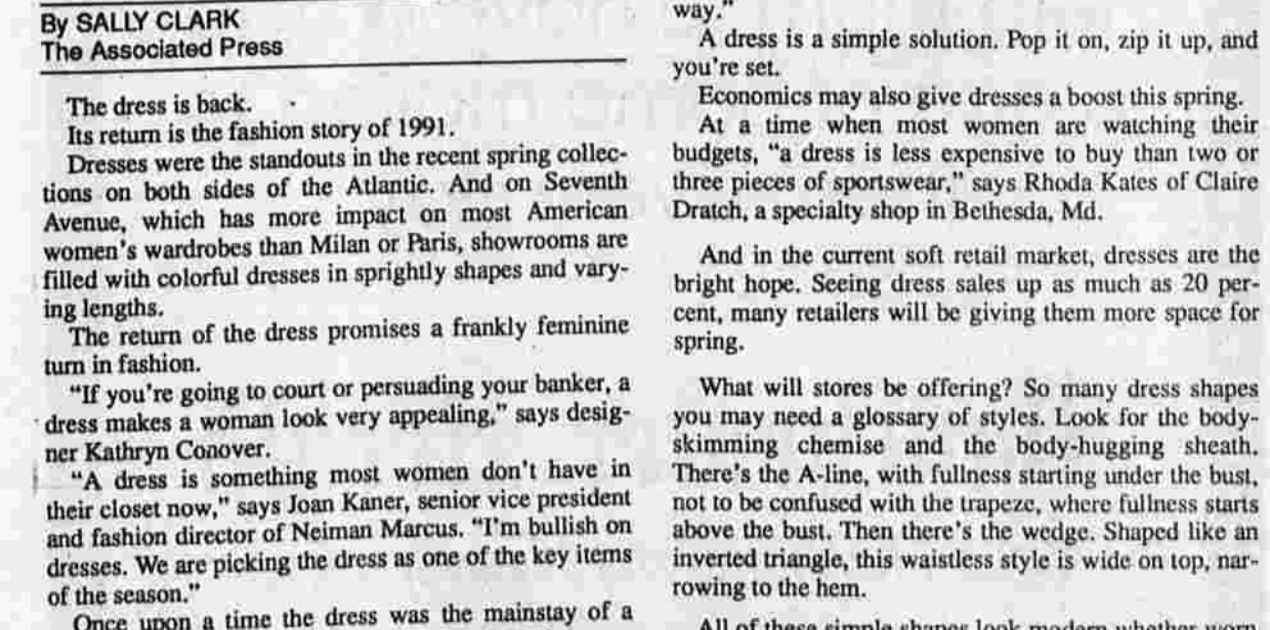 By SALLY CLARK
The Associated Press
The dress is back.
Its return is the fashion story of 1991.
Dresses were the standouts in the recent spring collec-
tions on both sides of the Atlantic. And on Seventh
Avenue, which has more impact on most American
women's wardrobes than Milan or Paris, showrooms are
filled with colorful dresses in sprightly shapes and vary-
ing lengths.
The return of the dress promises a frankly feminine
turn in fashion.
"If you're going to court or persuading your banker, a
dress makes a woman look very appealing," says desig-
ner Kathryn Conover.
"A dress is something most women don't have in
their closet now," says Joan Kaner, senior vice president
and fashion director of Neiman Marcus. "I'm bullish on
dresses. We are picking the dress as one of the key items
of the season."
Once upon a time the dress was the mainstay of a
way."
A dress is a simple solution. Pop it on, zip it up, and
you're set.
Economics may also give dresses a boost this spring.
At a time when most women are watching their
budgets, "a dress is less expensive to buy than two or
three pieces of sportswear," says Rhoda Kates of Claire
Dratch, a specialty shop in Bethesda, Md.
And in the current soft retail market, dresses are the
bright hope. Seeing dress sales up as much as 20 per-
cent, many retailers will be giving them more space for
spring.
What will stores be offering? So many dress shapes
you may need a glossary of styles. Look for the body-
skimming chemise and the body-hugging sheath.
There's the A-line, with fullness starting under the bust,
not to be confused with the trapeze, where fullness starts
above the bust. Then there's the wedge. Shaped like an
inverted triangle, this waistless style is wide on top, nar-
rowing to the hem.
All of these simple shapes look modern whether worn